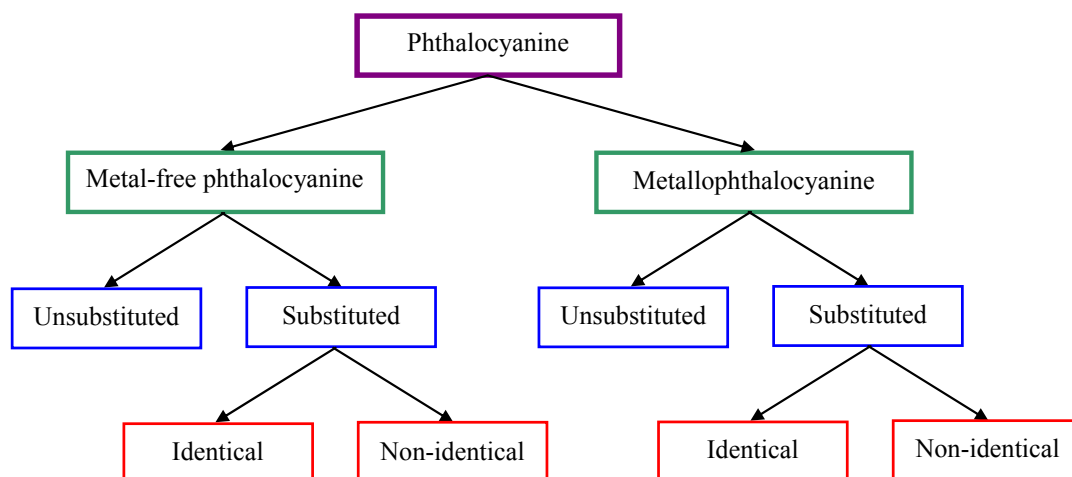 Phthalocyanine
Metal-free phthalocyanine
Metallophthalocyanine
Unsubstituted
Substituted
Unsubstituted
Substituted
Identical
Non-identical
Identical
Non-identical